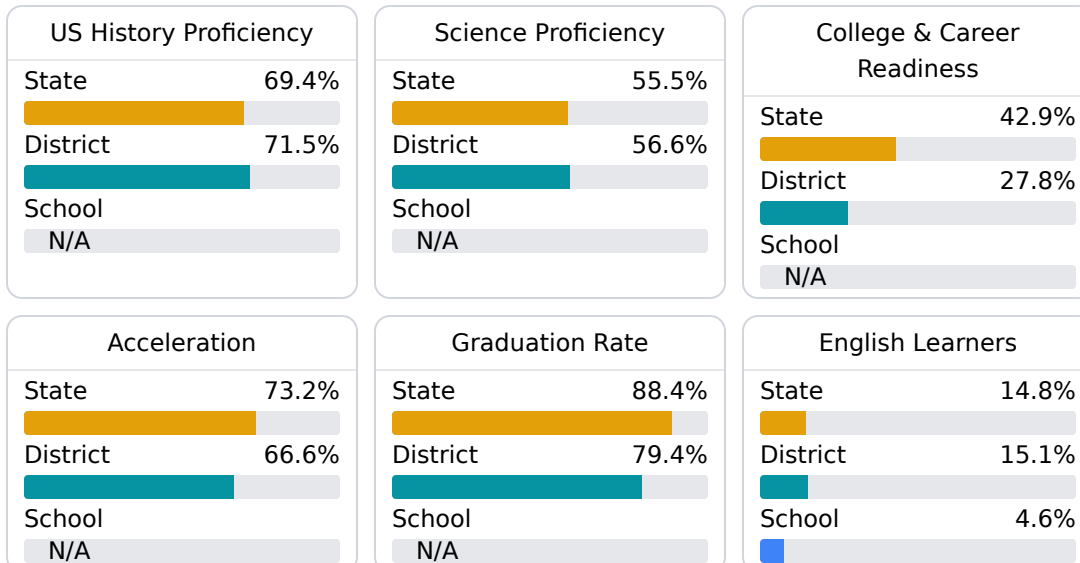 US History Proficiency
State 69.4%
District 71.5%
School
N/A
Science Proficiency
State 55.5%
District 56.6%
School
N/A
College & Career
Readiness
State 42.9%
District 27.8%
School
N/A
Acceleration
State 73.2%
District 66.6%
School
N/A
Graduation Rate
State 88.4%
District 79.4%
School
N/A
English Learners
State 14.8%
District 15.1%
School 4.6%